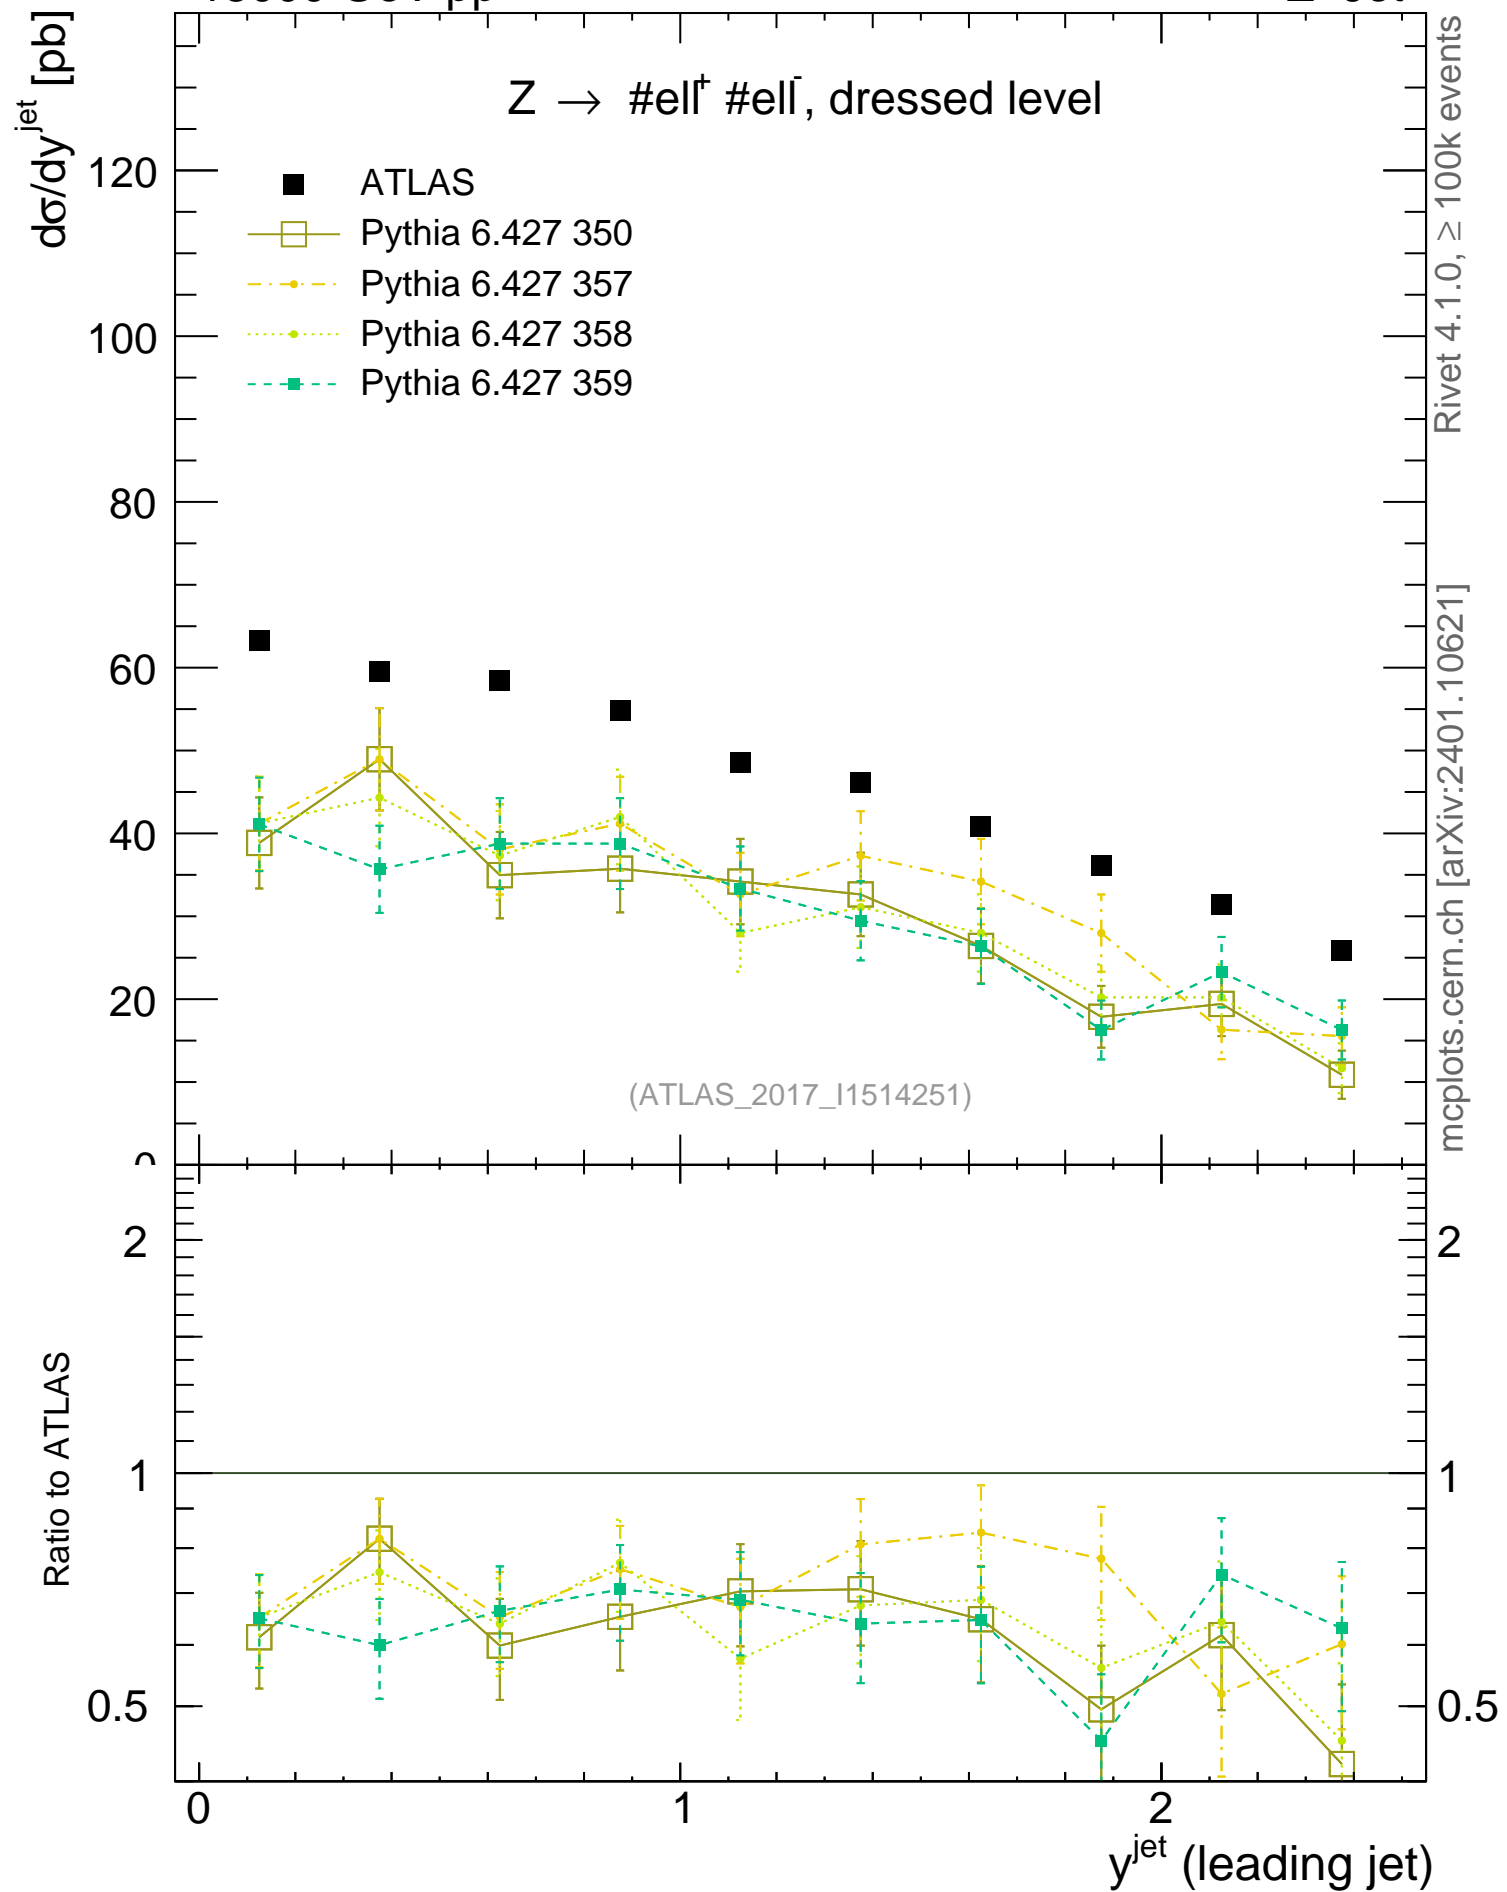 dσ/dy^jet [pb]
Z → #ell⁺ #ell⁻, dressed level
ATLAS
Pythia 6.427 350
Pythia 6.427 357
Pythia 6.427 358
Pythia 6.427 359
120
100
80
60
40
20
0
(ATLAS_2017_I1514251)
Rivet 4.1.0, ≥ 100k events
mcplots.cern.ch [arXiv:2401.10621]
Ratio to ATLAS
2
1
0.5
2
1
0.5
0
1
2
y^jet (leading jet)